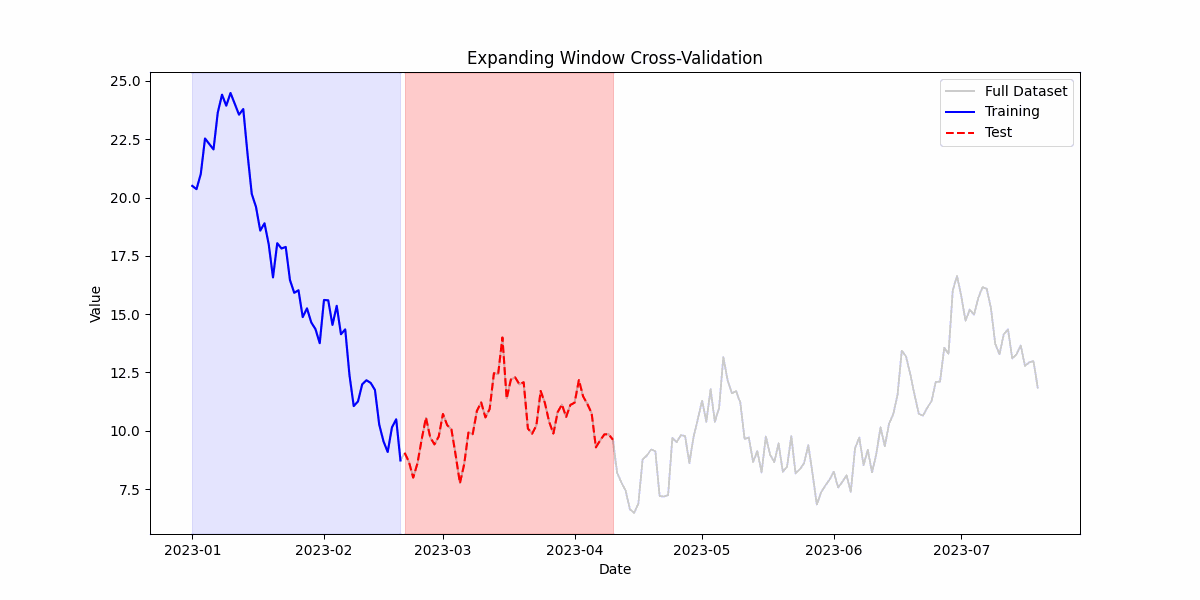 Expanding Window Cross-Validation
25.0
22.5
20.0
17.5
15.0
12.5
10.0
7.5
Value
Full Dataset
Training
Test
2023-01 2023-02 2023-03 2023-04 2023-05 2023-06 2023-07
Date